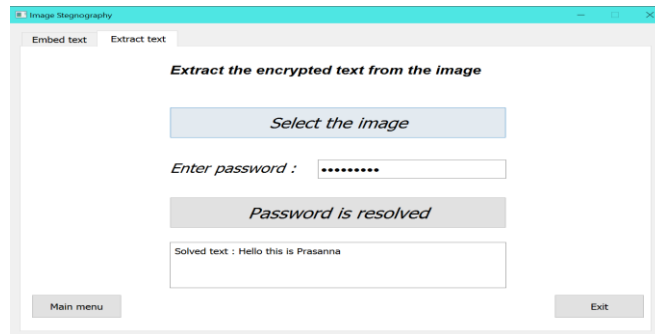 Image Stegnography
Embed text
Extract text
Extract the encrypted text from the image
Select the image
Enter password : •••••••••
Password is resolved
Solved text : Hello this is Prasanna
Main menu
Exit